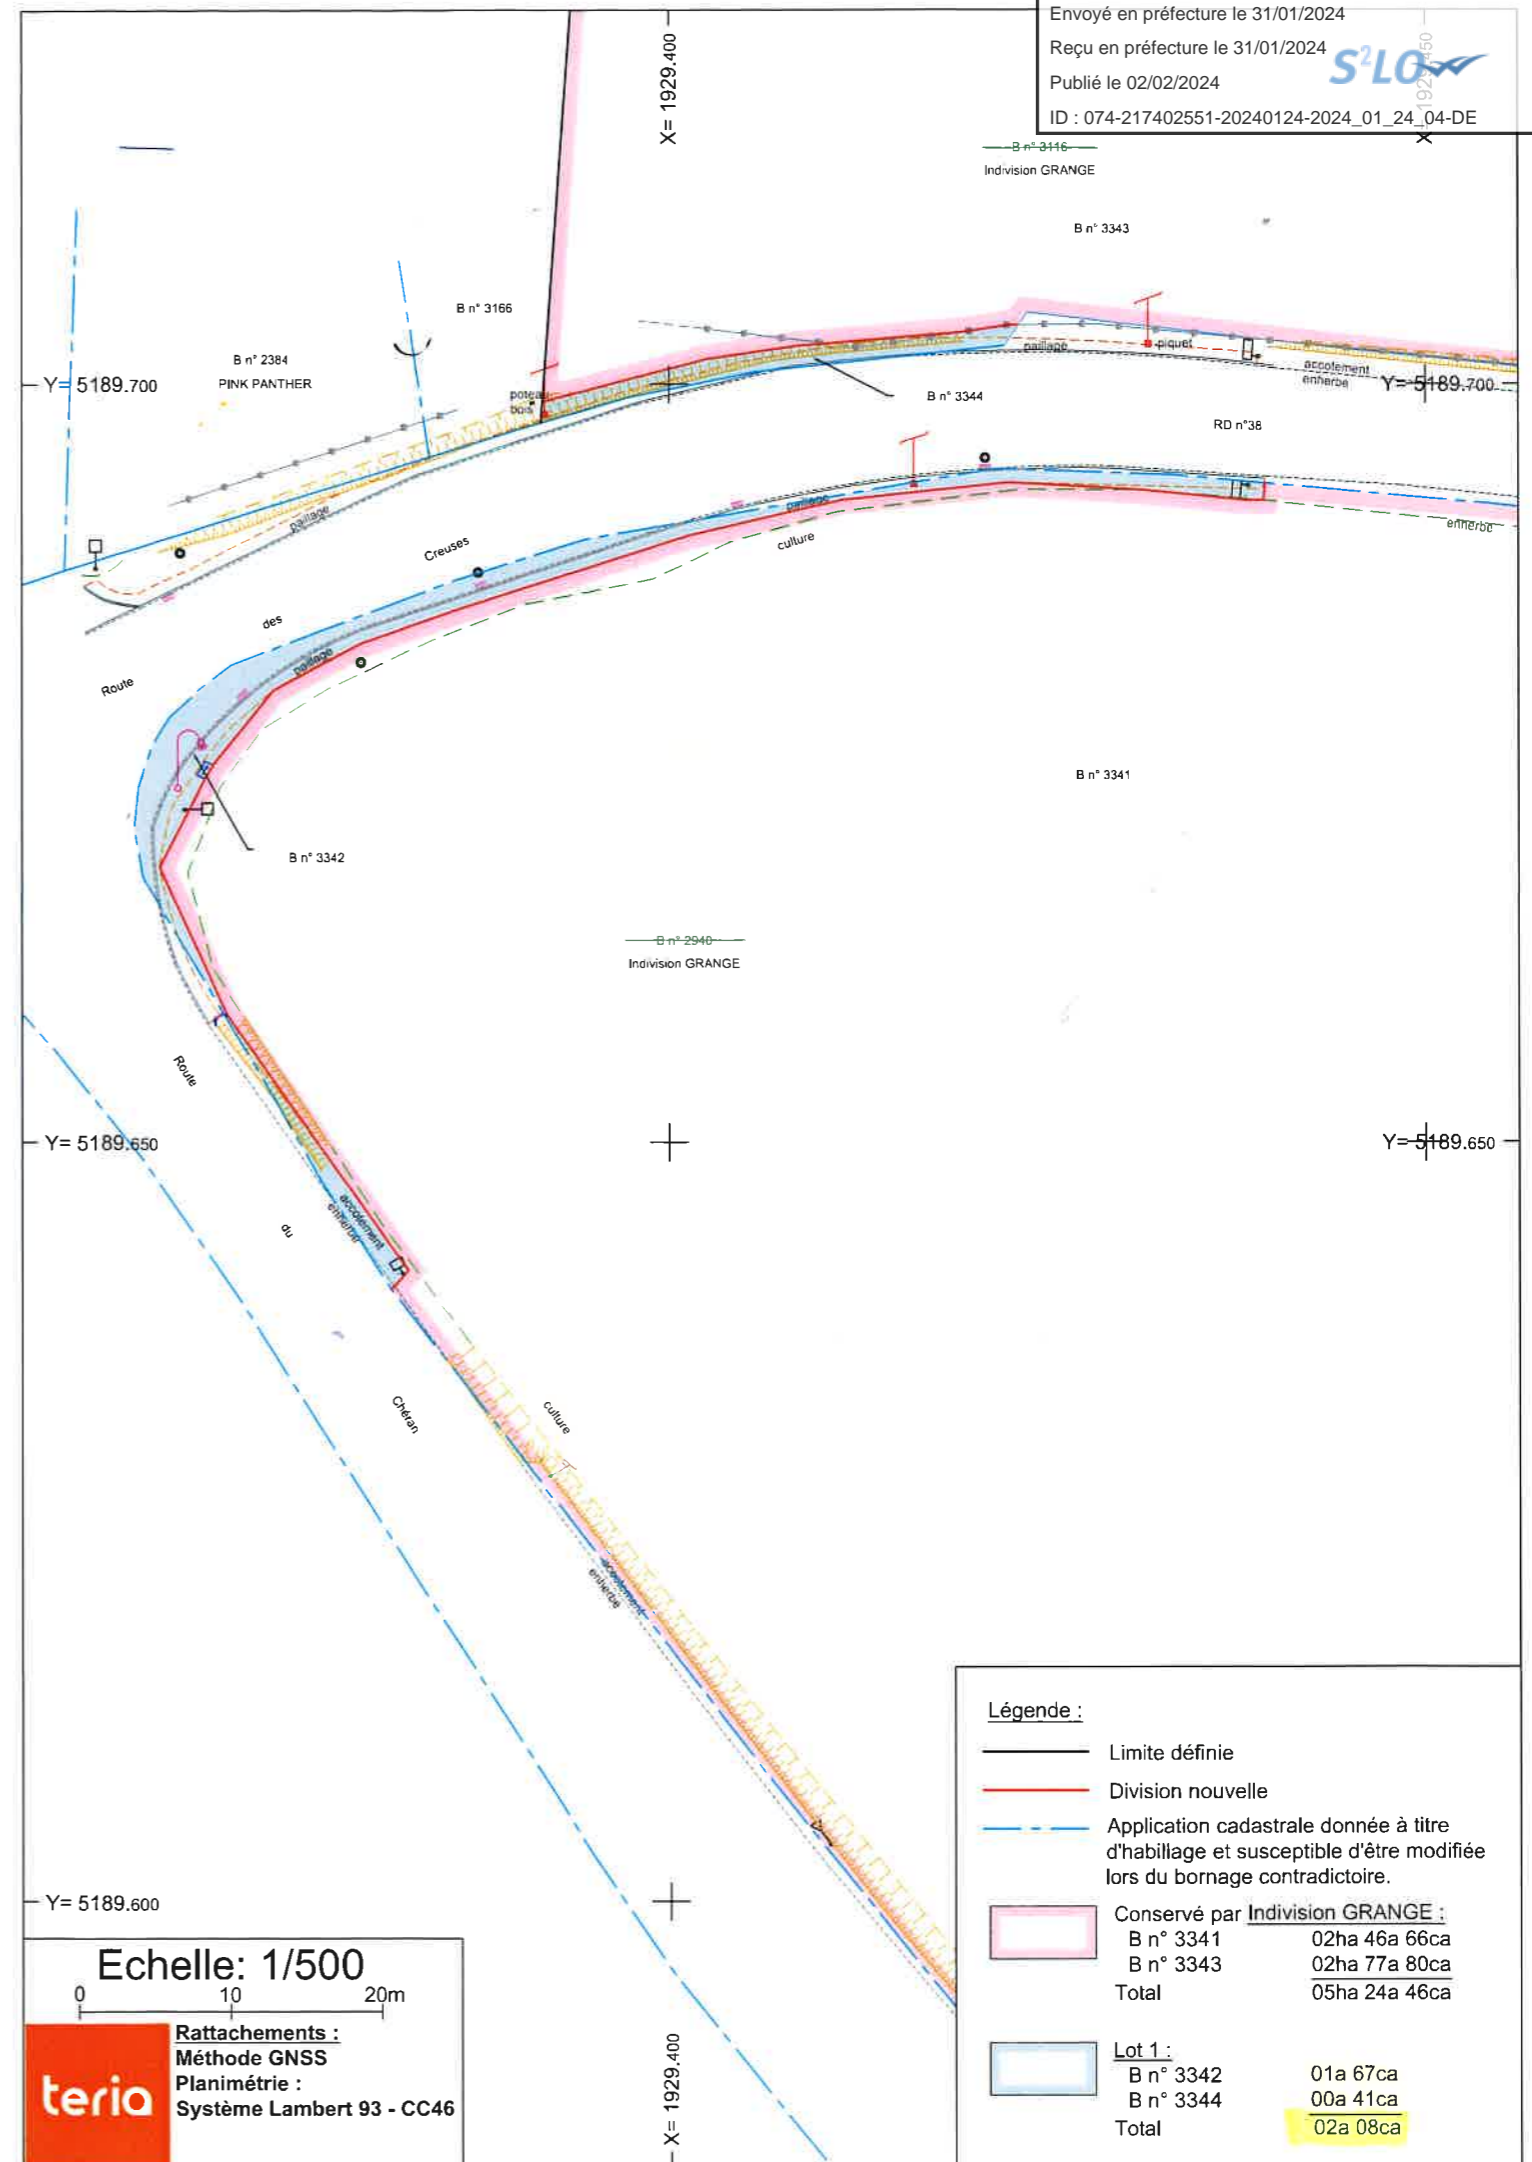 Envoyé en préfecture le 31/01/2024
Reçu en préfecture le 31/01/2024
Publié le 02/02/2024
S²LO
ID : 074-217402551-20240124-2024_01_24_04-DE
X= 1929.400
X= 1929.450
B n° 3116
Indivision GRANGE
B n° 3343
B n° 3166
B n° 2384
PINK PANTHER
Y= 5189.700
poteau
bois
paillage
piquet
accotement
enherbe
Y= 5189.700
B n° 3344
RD n°38
paillage
paillage
culture
enherbe
Creuses
des
Route
paillage
B n° 3341
B n° 3342
B n° 2940
Indivision GRANGE
Route
Y= 5189.650
Y= 5189.650
accotement
enherbe
du
Chéran
culture
accotement
enherbe
Y= 5189.600
Légende :
Limite définie
Division nouvelle
Application cadastrale donnée à titre
d'habillage et susceptible d'être modifiée
lors du bornage contradictoire.
Conservé par Indivision GRANGE :
B n° 3341 02ha 46a 66ca
B n° 3343 02ha 77a 80ca
Total 05ha 24a 46ca
Lot 1 :
B n° 3342 01a 67ca
B n° 3344 00a 41ca
Total 02a 08ca
Echelle: 1/500
0 10 20m
teria
Rattachements :
Méthode GNSS
Planimétrie :
Système Lambert 93 - CC46
X= 1929.400